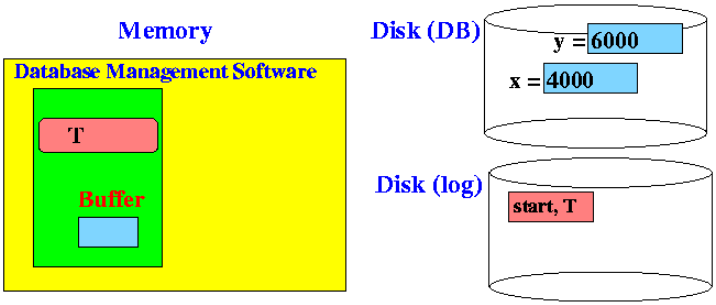 Memory
Database Management Software
T
Buffer
Disk (DB)
y = 6000
x = 4000
Disk (log)
start, T